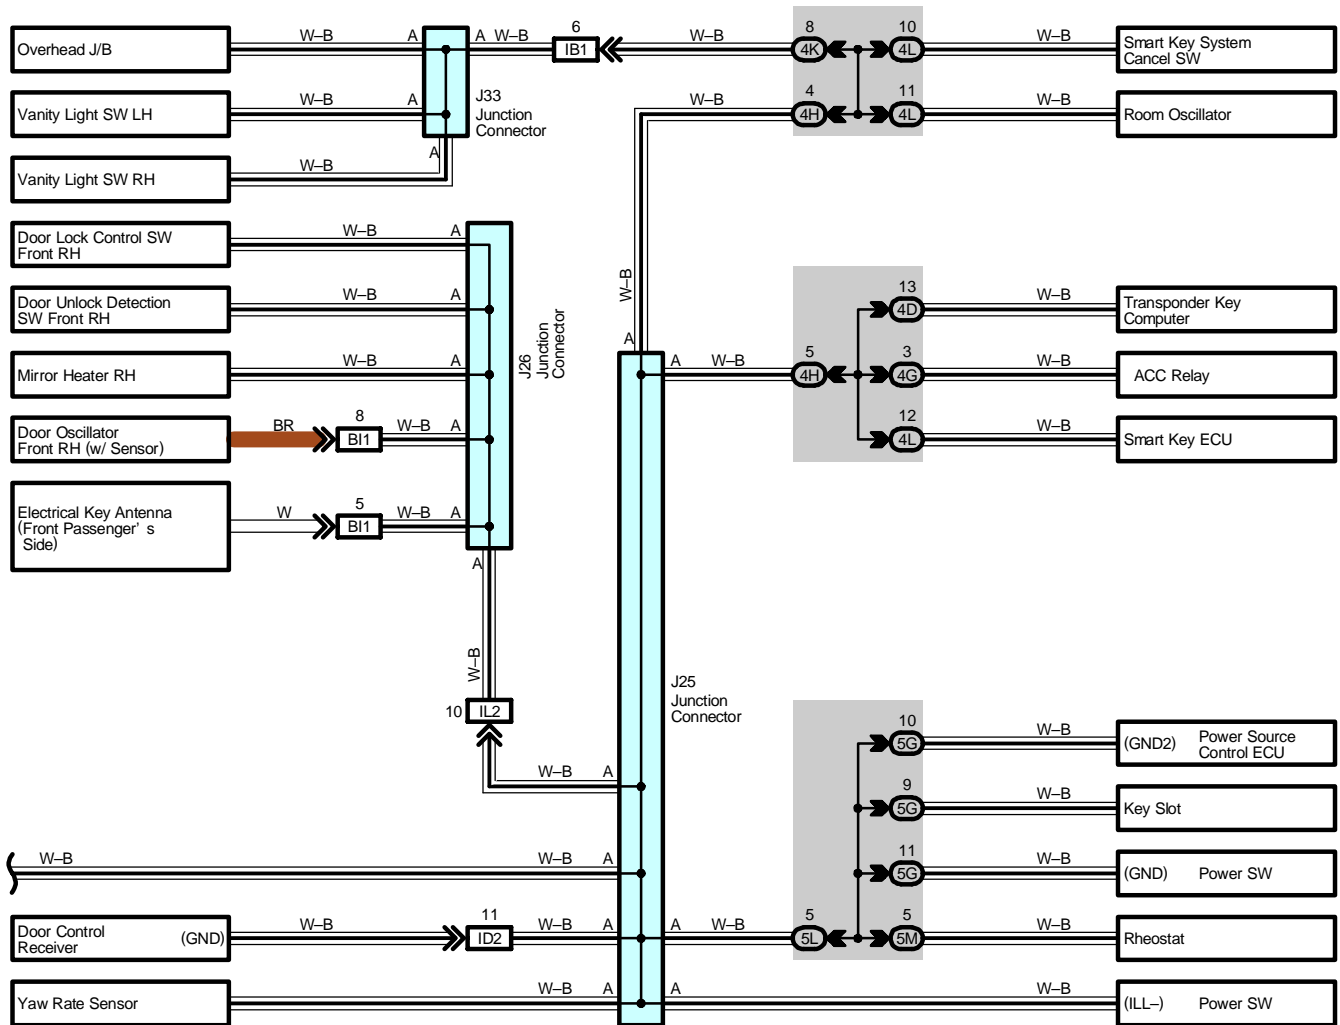 Overhead J/B W–B A A W–B 6 IB1 W–B 8 4K 10 4L W–B Smart Key System
Cancel SW
Vanity Light SW LH W–B A J33
Junction
Connector
W–B 4 4H 11 4L W–B Room Oscillator
Vanity Light SW RH W–B A
Door Lock Control SW
Front RH
W–B A
W–B
Door Unlock Detection
SW Front RH
W–B A
J26
Junction
Connector
13 4D W–B Transponder Key
Computer
Mirror Heater RH W–B A
A
A W–B 5 4H 3 4G W–B ACC Relay
Door Oscillator
Front RH (w/ Sensor)
BR 8 BI1 W–B A
12 4L W–B Smart Key ECU
Electrical Key Antenna
(Front Passenger' s
Side)
W 5 BI1 W–B A
A
W–B
10 IL2
J25
Junction
Connector
10 5G W–B (GND2) Power Source
Control ECU
W–B A
9 5G W–B Key Slot
W–B W–B A
11 5G W–B (GND) Power SW
Door Control
Receiver
(GND) W–B 11 ID2 W–B A A W–B 5 5L 5 5M W–B Rheostat
Yaw Rate Sensor W–B A A W–B (ILL–) Power SW